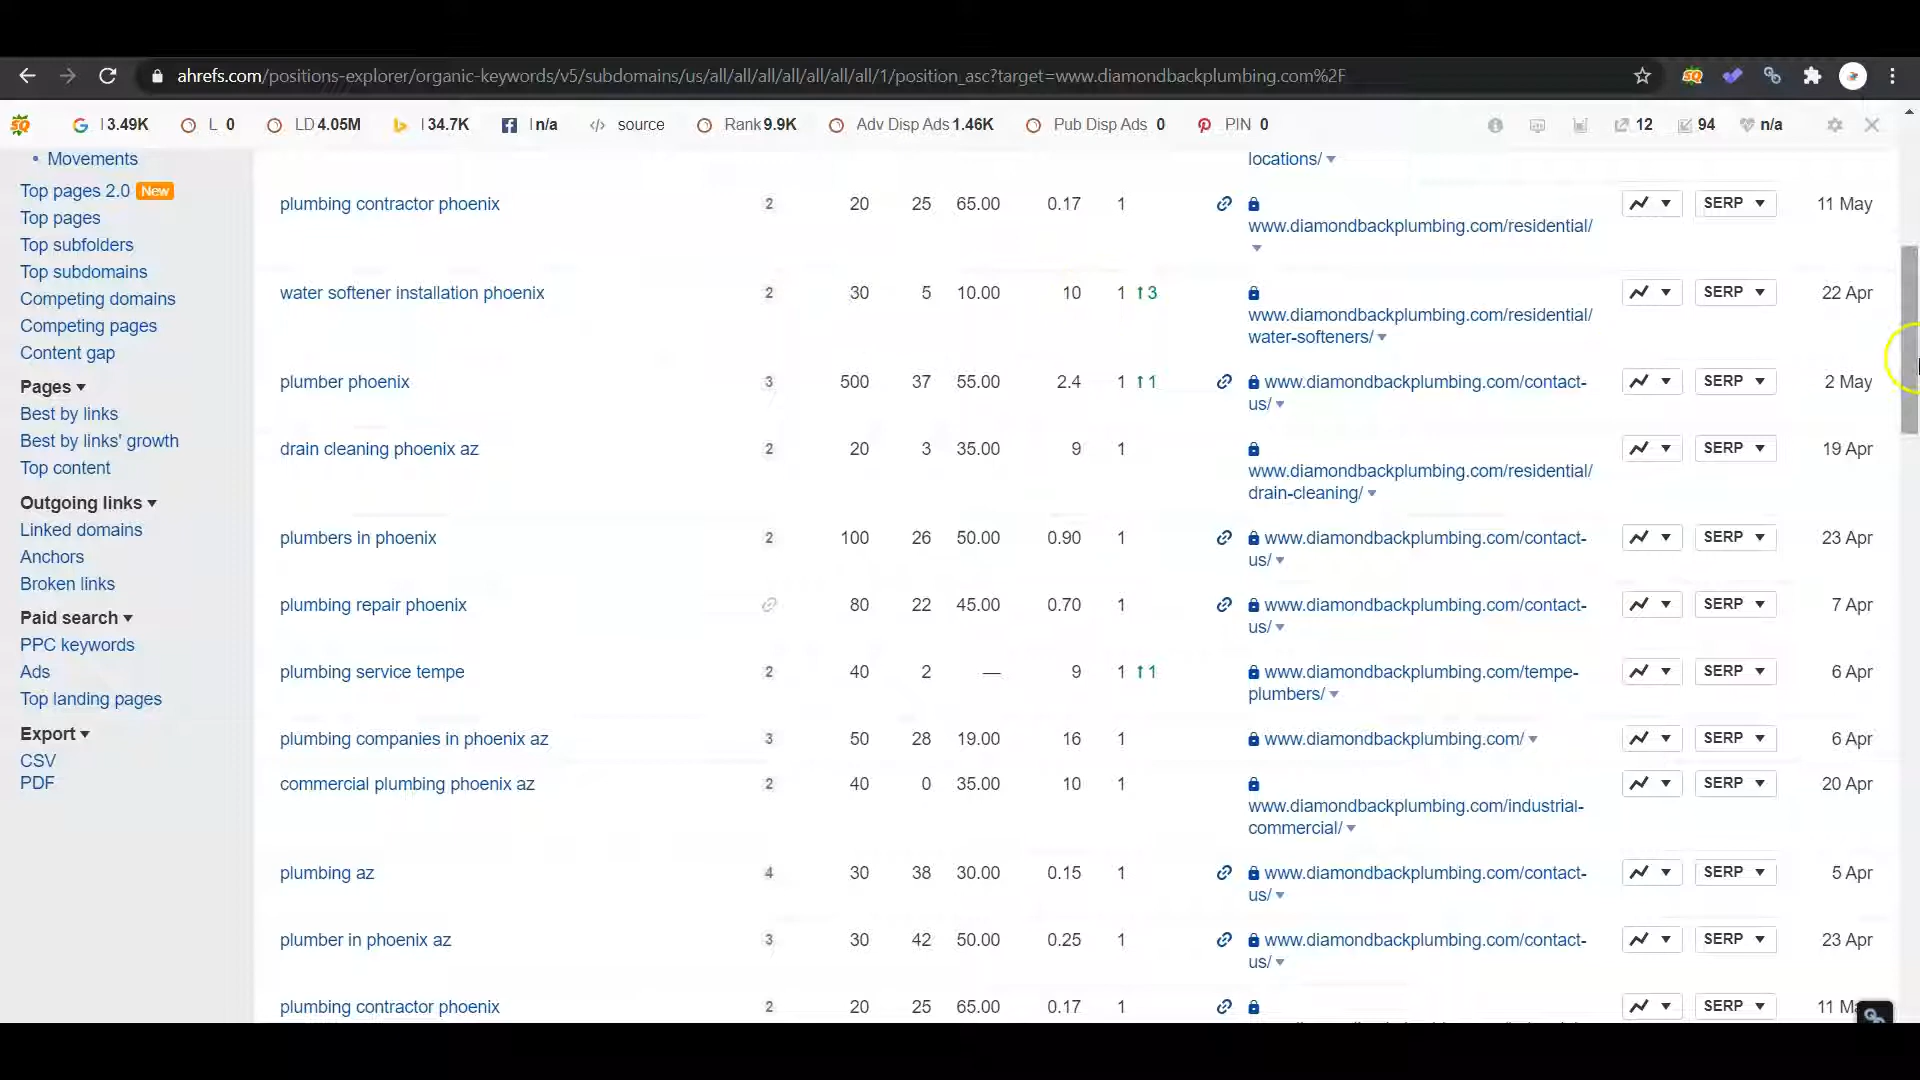 ahrefs.com/positions-explorer/organic-keywords/v5/subdomains/us/all/all/all/all/all/all/all/1/position_asc?target=www.diamondbackplumbing.com%2F
SQ
SQ I 3.49K L 0 LD 4.05M I 34.7K I n/a source Rank 9.9K Adv Disp Ads 1.46K Pub Disp Ads 0 PIN 0 12 94 n/a
Movements
Top pages 2.0 New
Top pages
Top subfolders
Top subdomains
Competing domains
Competing pages
Content gap
Pages
Best by links
Best by links' growth
Top content
Outgoing links
Linked domains
Anchors
Broken links
Paid search
PPC keywords
Ads
Top landing pages
Export
CSV
PDF
locations/
plumbing contractor phoenix 2 20 25 65.00 0.17 1 SERP 11 May
www.diamondbackplumbing.com/residential/
water softener installation phoenix 2 30 5 10.00 10 1 ↑3 SERP 22 Apr
www.diamondbackplumbing.com/residential/
water-softeners/
plumber phoenix 3 500 37 55.00 2.4 1 ↑1 www.diamondbackplumbing.com/contact- SERP 2 May
us/
drain cleaning phoenix az 2 20 3 35.00 9 1 SERP 19 Apr
www.diamondbackplumbing.com/residential/
drain-cleaning/
plumbers in phoenix 2 100 26 50.00 0.90 1 www.diamondbackplumbing.com/contact- SERP 23 Apr
us/
plumbing repair phoenix 80 22 45.00 0.70 1 www.diamondbackplumbing.com/contact- SERP 7 Apr
us/
plumbing service tempe 2 40 2 — 9 1 ↑1 www.diamondbackplumbing.com/tempe- SERP 6 Apr
plumbers/
plumbing companies in phoenix az 3 50 28 19.00 16 1 www.diamondbackplumbing.com/ SERP 6 Apr
commercial plumbing phoenix az 2 40 0 35.00 10 1 SERP 20 Apr
www.diamondbackplumbing.com/industrial-
commercial/
plumbing az 4 30 38 30.00 0.15 1 www.diamondbackplumbing.com/contact- SERP 5 Apr
us/
plumber in phoenix az 3 30 42 50.00 0.25 1 www.diamondbackplumbing.com/contact- SERP 23 Apr
us/
plumbing contractor phoenix 2 20 25 65.00 0.17 1 SERP 11